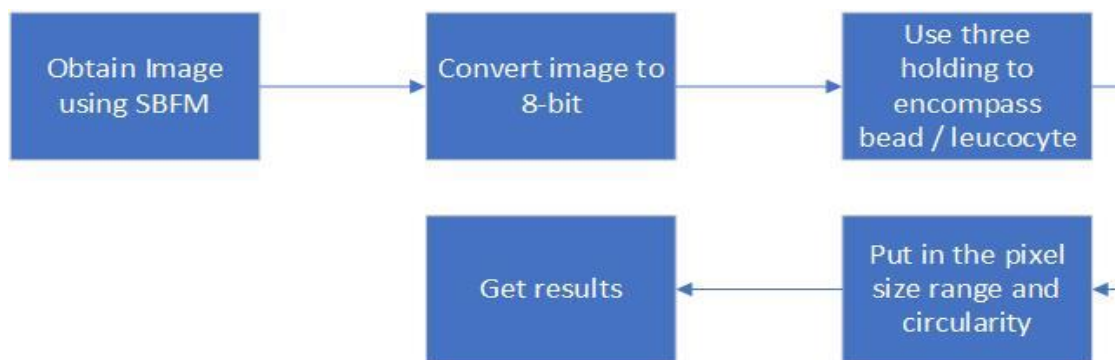 Obtain Image
using SBFM
Convert image to
8-bit
Use three
holding to
encompass
bead / leucocyte
Put in the pixel
size range and
circularity
Get results